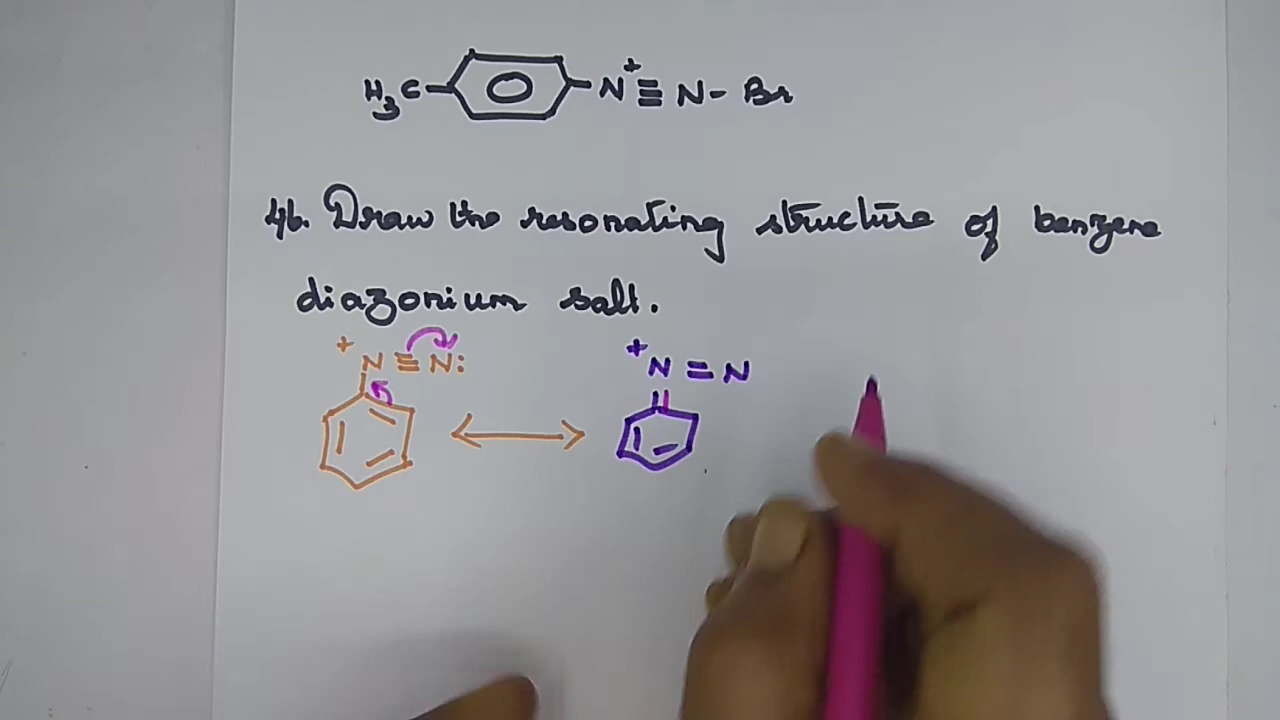 H3C N+≡N-Br
46. Draw the resonating structure of benzene
diazonium salt.
+N≡N: +N=N